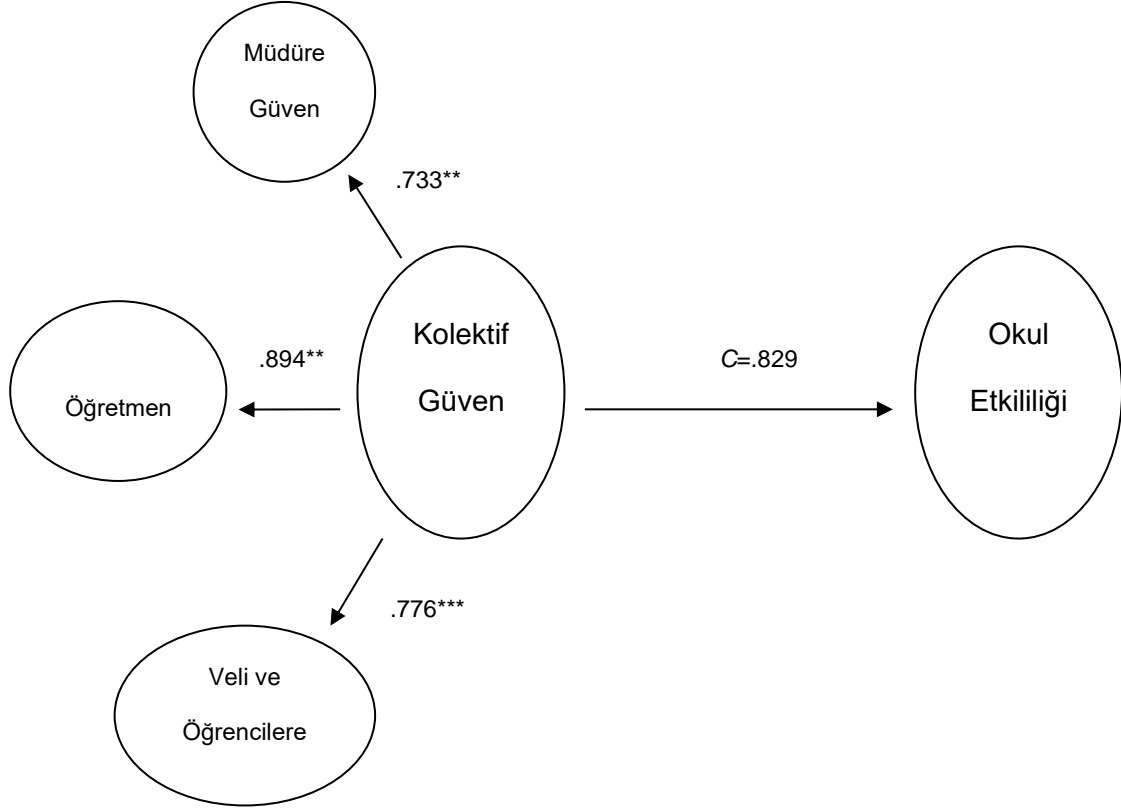 Müdüre
Güven
.733**
Kolektif
Güven
.894**
Öğretmen
C=.829
Okul
Etkililiği
.776***
Veli ve
Öğrencilere